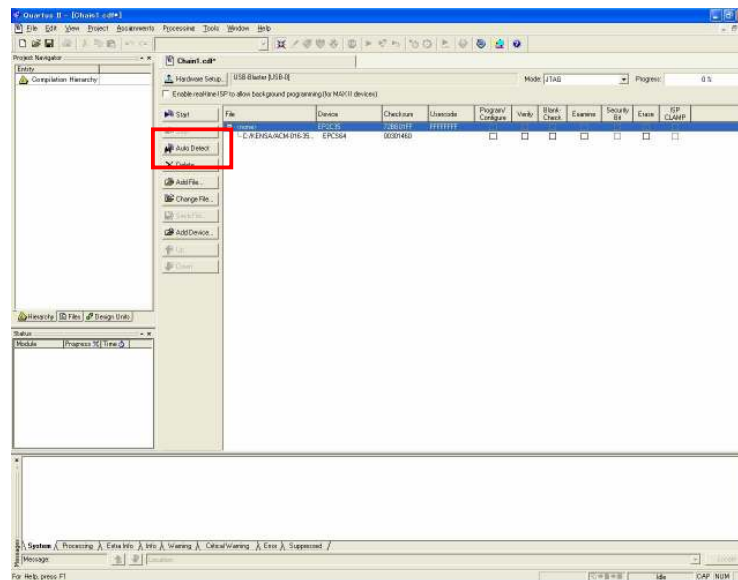 Quartus II - [Chain1.cdf*]
File Edit View Project Assignments Processing Tools Window Help
Project Navigator
Entity
Compilation Hierarchy
Hierarchy Files Design Units
Status
Module Progress % Time
Chain1.cdf*
Hardware Setup... USB-Blaster [USB-0] Mode: JTAG Progress: 0 %
Enable real-time ISP to allow background programming (for MAX II devices)
Start
Auto Detect
Delete
Add File...
Change File...
Save File
Add Device...
Up
Down
File Device Checksum Usercode Program/Configure Verify Blank-Check Examine Security Bit Erase ISP CLAMP
<none> EP2C35 FFFFFFFF
EPCS64 00301460
System Processing Extra Info Info Warning Critical Warning Error Suppressed
Messages
Message:
Location:
For Help, press F1
Idle CAP NUM